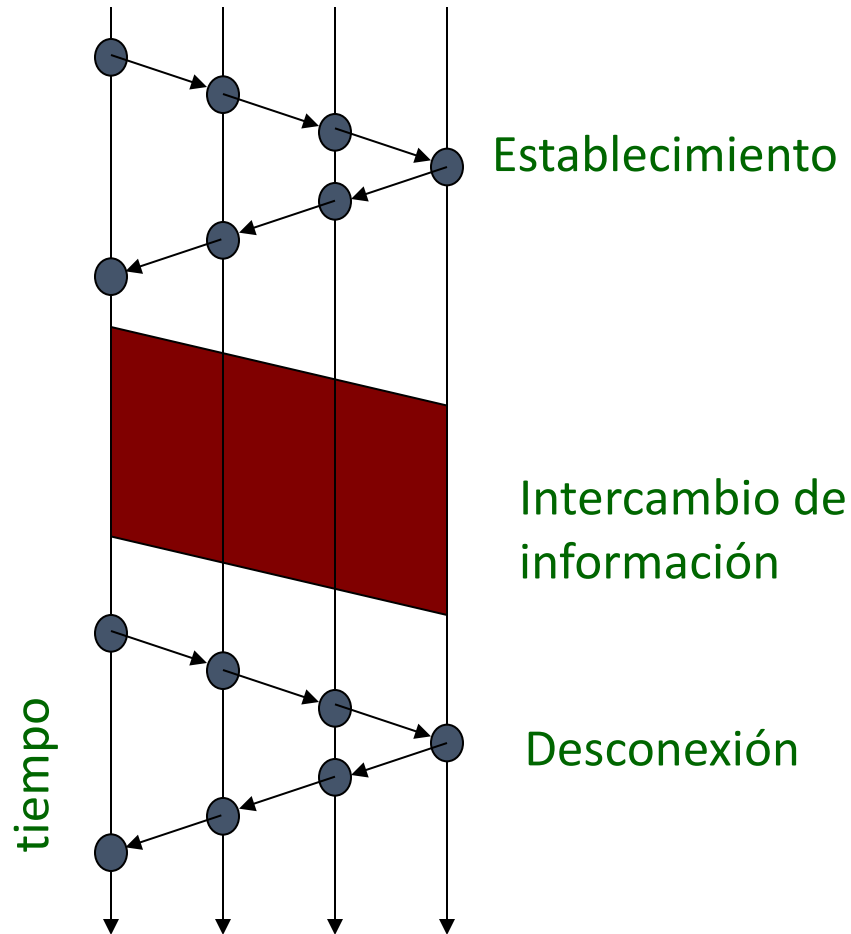 Establecimiento
Intercambio de
información
Desconexión
tiempo